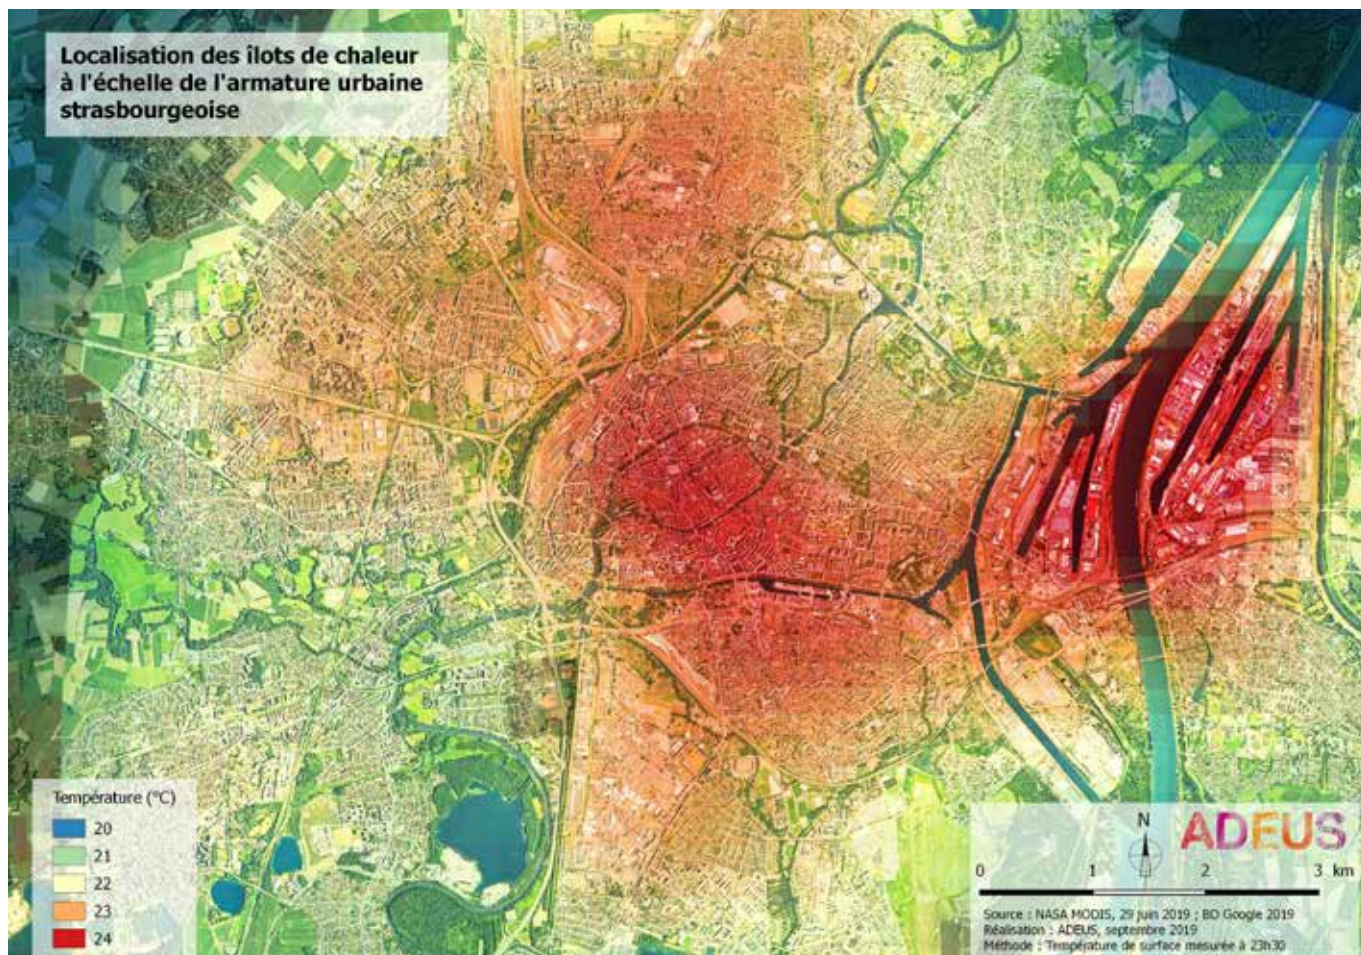 Localisation des îlots de chaleur
à l'échelle de l'armature urbaine
strasbourgeoise
Température (°C)
20
21
22
23
24
N
ADEUS
0 1 2 3 km
Source : NASA MODIS, 29 juin 2019 ; BD Google 2019
Réalisation : ADEUS, septembre 2019
Méthode : Température de surface mesurée à 23h30